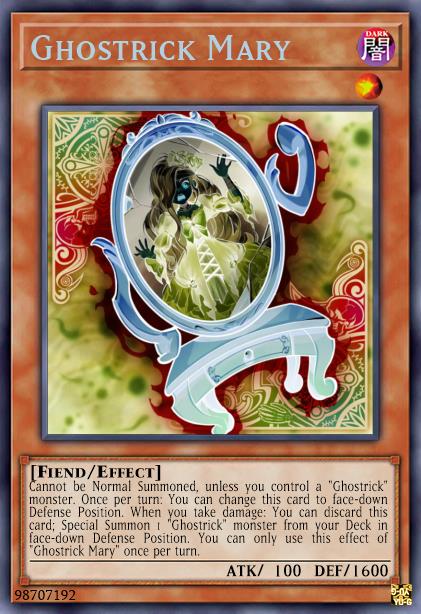 GHOSTRICK MARY
DARK
闇
[FIEND/EFFECT]
Cannot be Normal Summoned, unless you control a "Ghostrick"
monster. Once per turn: You can change this card to face-down
Defense Position. When you take damage: You can discard this
card; Special Summon 1 "Ghostrick" monster from your Deck in
face-down Defense Position. You can only use this effect of
"Ghostrick Mary" once per turn.
ATK/ 100 DEF/1600
98707192